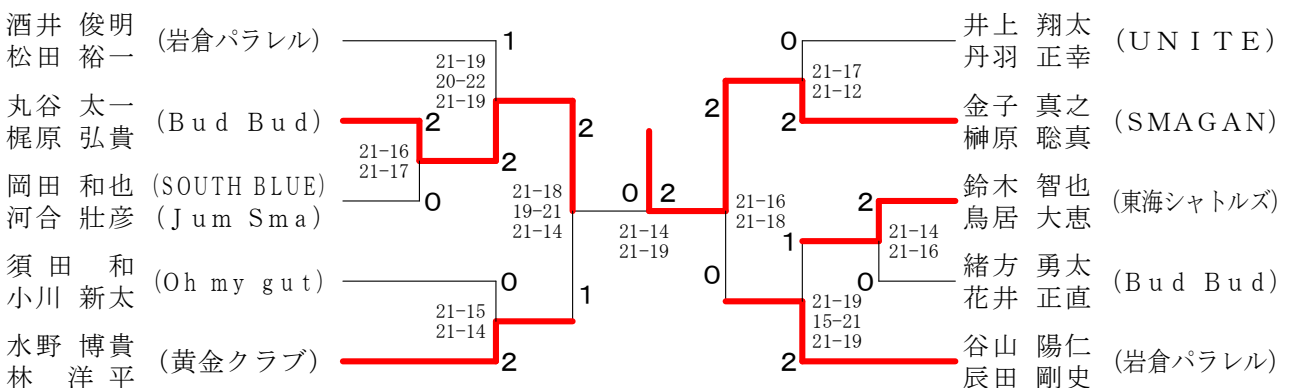 酒井 俊明
松田 裕一
(岩倉パラレル)
1
21-19
20-22
21-19
丸谷 太一
梶原 弘貴
(Bud Bud)
2
2
21-16
21-17
岡田 和也 (SOUTH BLUE)
河合 壯彦 (Jum Sma)
0
2
21-18
19-21
21-14
須田 和
小川 新太
(Oh my gut)
0
21-15
21-14
1
水野 博貴
林 洋平
(黄金クラブ)
2
0
2
21-14
21-19
井上 翔太
丹羽 正幸
(UNITE)
0
21-17
21-12
2
金子 真之
榊原 聡真
(SMAGAN)
2
21-16
21-18
鈴木 智也
鳥居 大恵
(東海シャトルズ)
2
21-14
21-16
1
緒方 勇太
花井 正直
(Bud Bud)
0
0
21-19
15-21
21-19
谷山 陽仁
辰田 剛史
(岩倉パラレル)
2